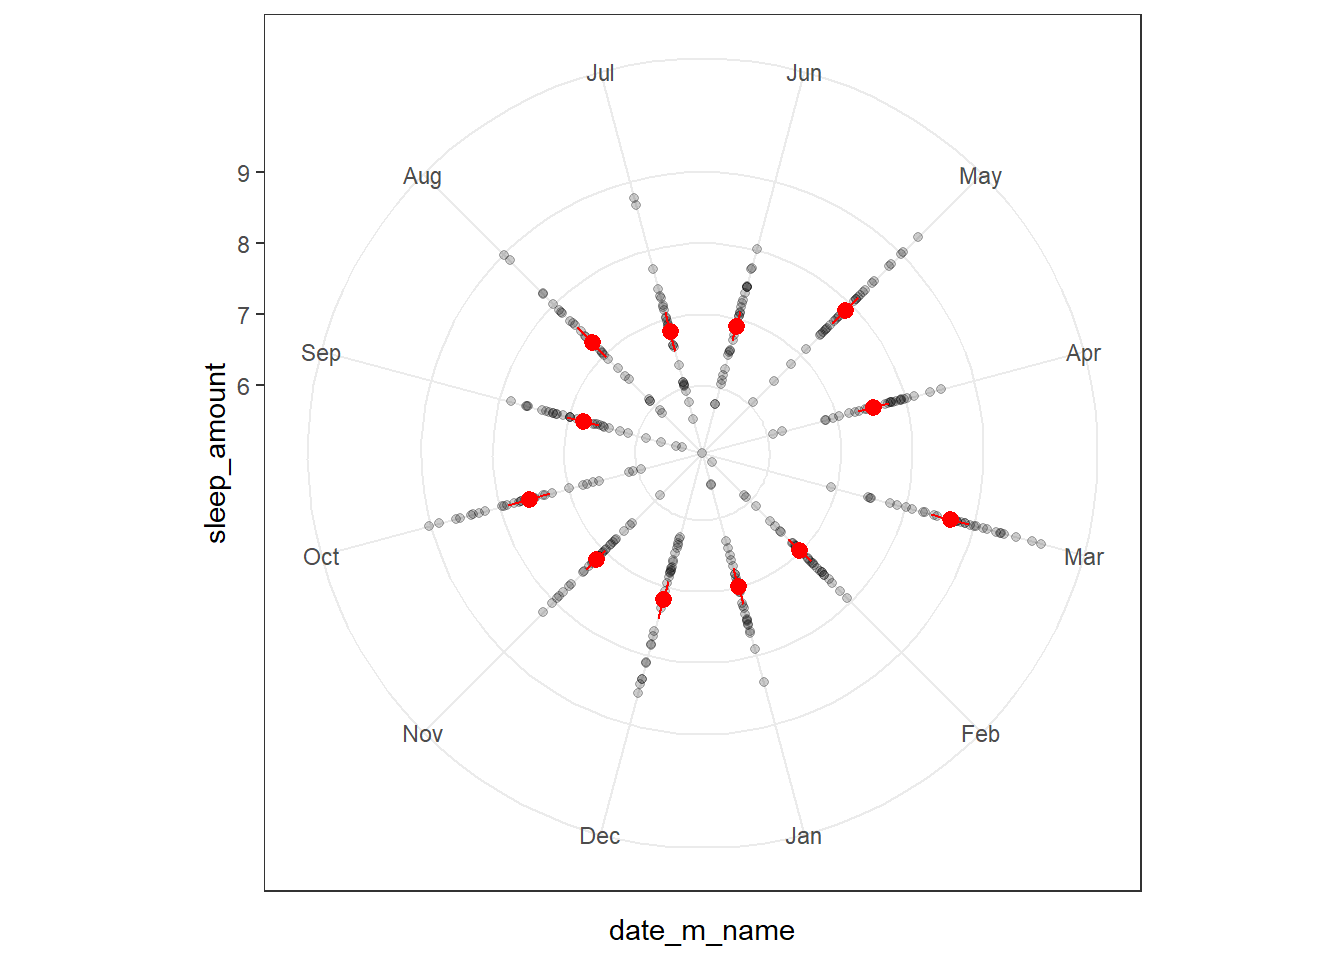 Jul
Jun
9
Aug
May
8
7
Sep
Apr
6
sleep_amount
Oct
Mar
Nov
Feb
Dec
Jan
date_m_name